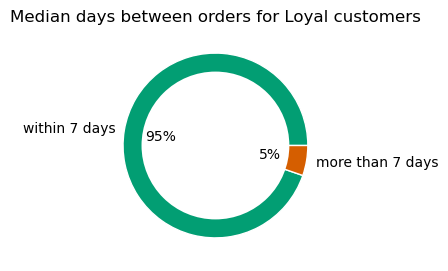 Median days between orders for Loyal customers
within 7 days
95%
5%
more than 7 days